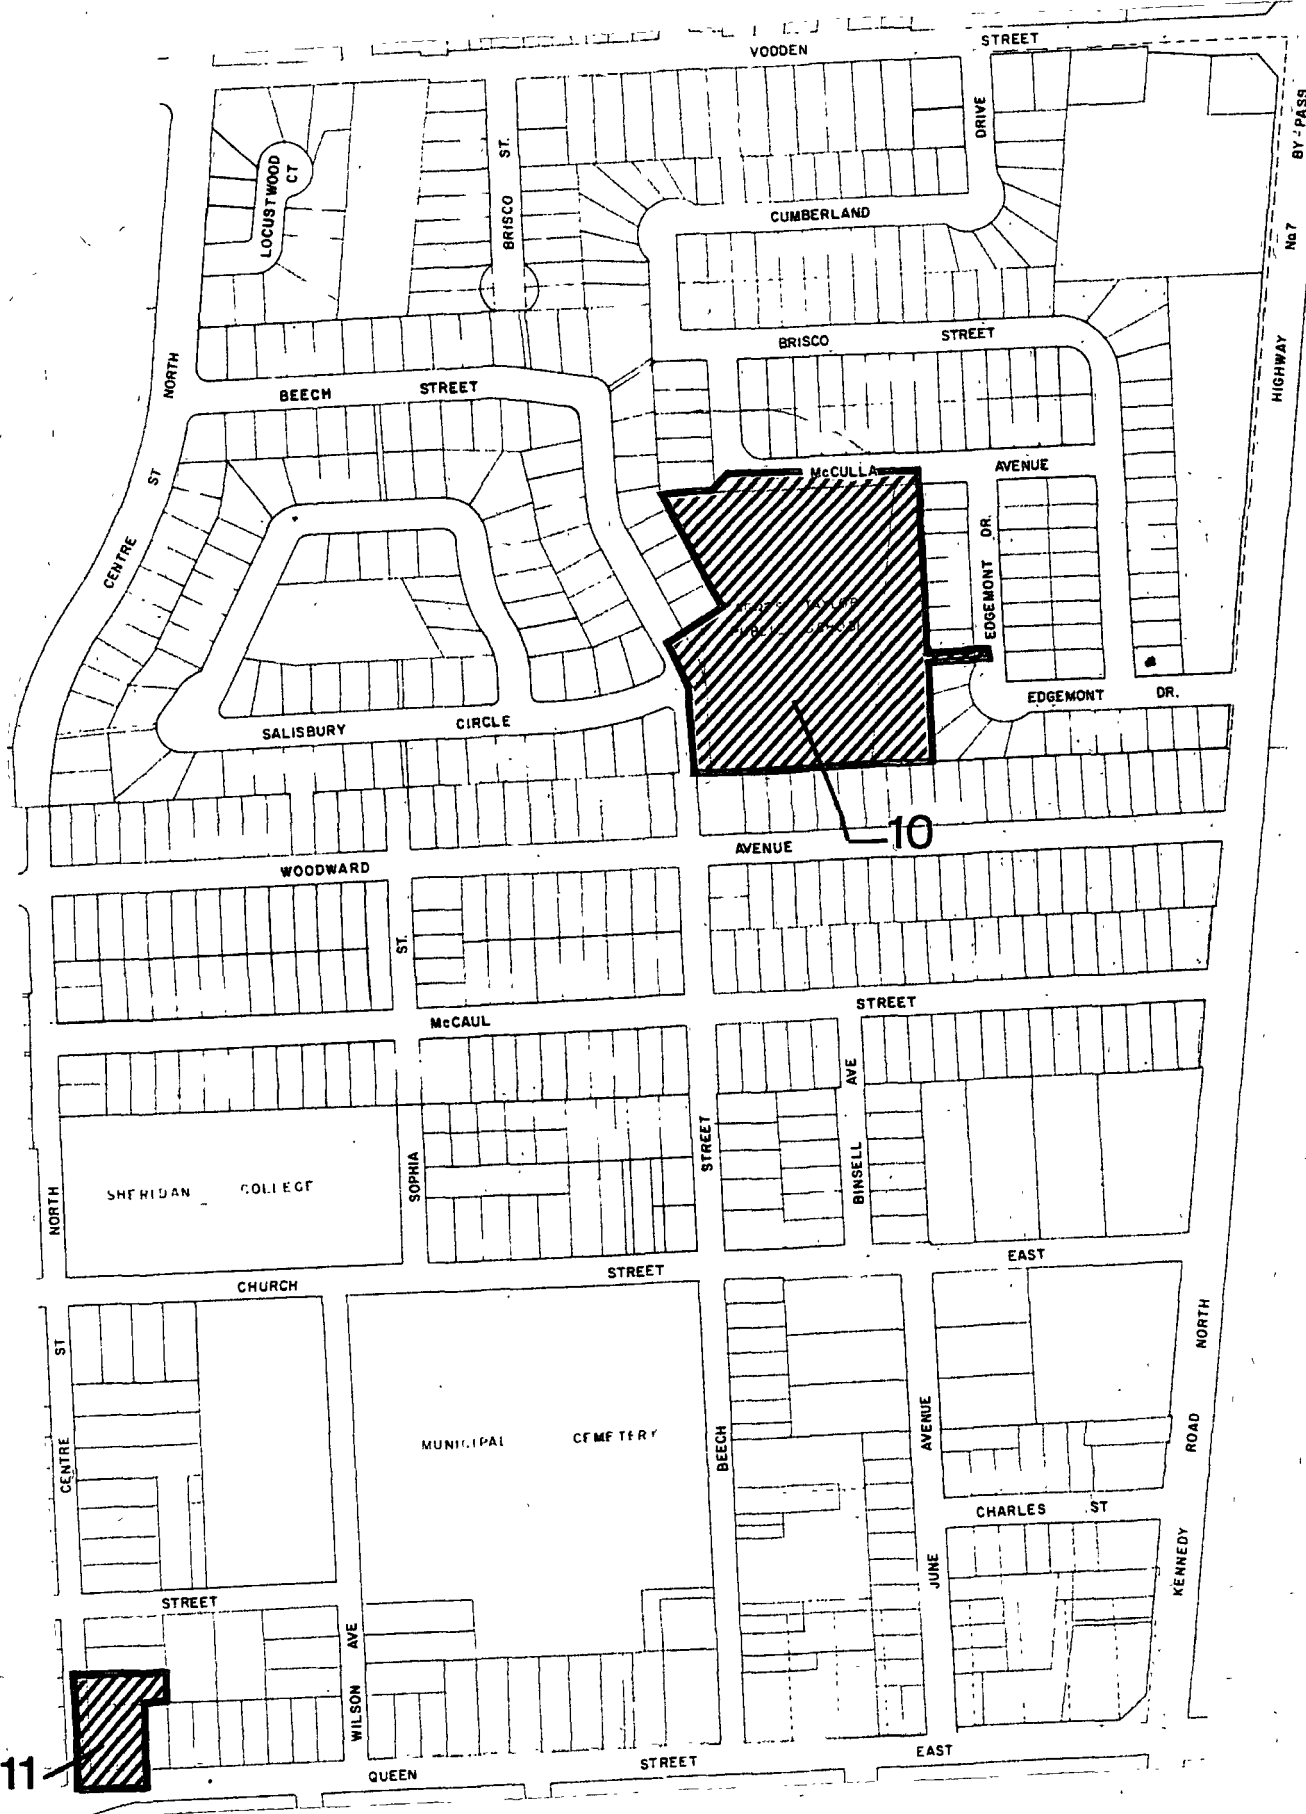 VODDEN STREET
DRIVE
BY-PASS
No7
HIGHWAY
LOCUSTWOOD
CT
BRISCO ST.
CUMBERLAND
BRISCO STREET
NORTH
BEECH STREET
McCULLA AVENUE
CENTRE ST
EDGEMONT DR.
TAYLOR
PUBLIC SCHOOL
EDGEMONT DR.
SALISBURY CIRCLE
10
WOODWARD AVENUE
ST.
McCAUL STREET
AVE
BINSELL
STREET
SOPHIA
SHERIDAN COLLEGE
NORTH
CHURCH STREET EAST
NORTH
ST
CENTRE
MUNICIPAL CEMETERY
BEECH
AVENUE
ROAD
CHARLES ST
JUNE
KENNEDY
STREET
WILSON AVE
11
QUEEN STREET EAST